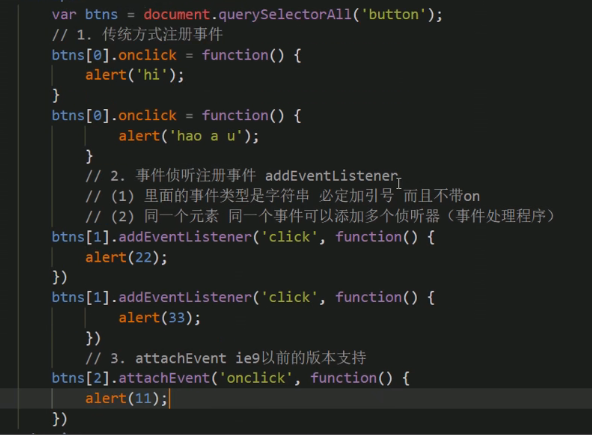 var btns = document.querySelectorAll('button');
// 1. 传统方式注册事件
btns[0].onclick = function() {
alert('hi');
}
btns[0].onclick = function() {
alert('hao a u');
}
// 2. 事件侦听注册事件 addEventListener
// (1) 里面的事件类型是字符串 必定加引号 而且不带on
// (2) 同一个元素 同一个事件可以添加多个侦听器（事件处理程序）
btns[1].addEventListener('click', function() {
alert(22);
})
btns[1].addEventListener('click', function() {
alert(33);
})
// 3. attachEvent ie9以前的版本支持
btns[2].attachEvent('onclick', function() {
alert(11);
})